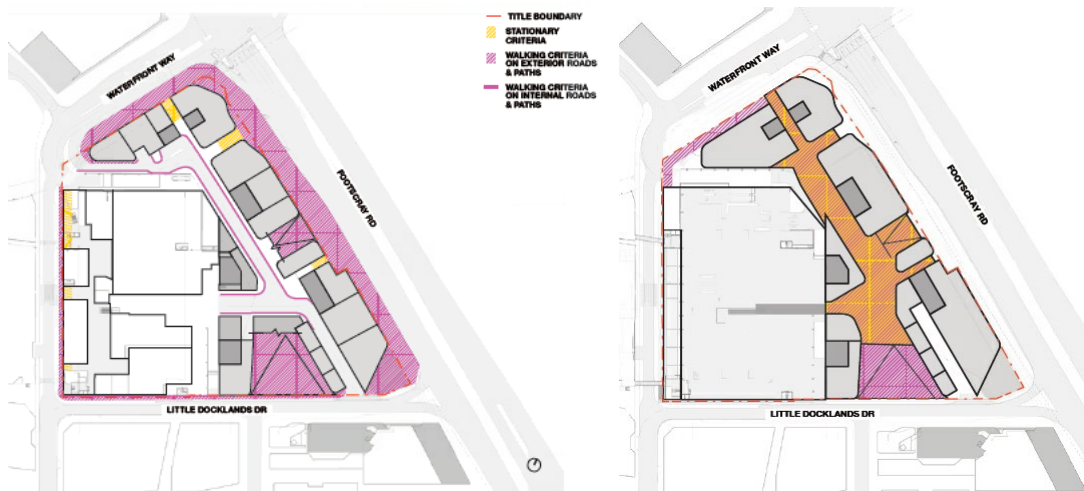 TITLE BOUNDARY
STATIONARY
CRITERIA
WALKING CRITERIA
ON EXTERIOR ROADS
& PATHS
WALKING CRITERIA
ON INTERNAL ROADS
& PATHS
WATERFRONT WAY
FOOTSCRAY RD
LITTLE DOCKLANDS DR
WATERFRONT WAY
FOOTSCRAY RD
LITTLE DOCKLANDS DR